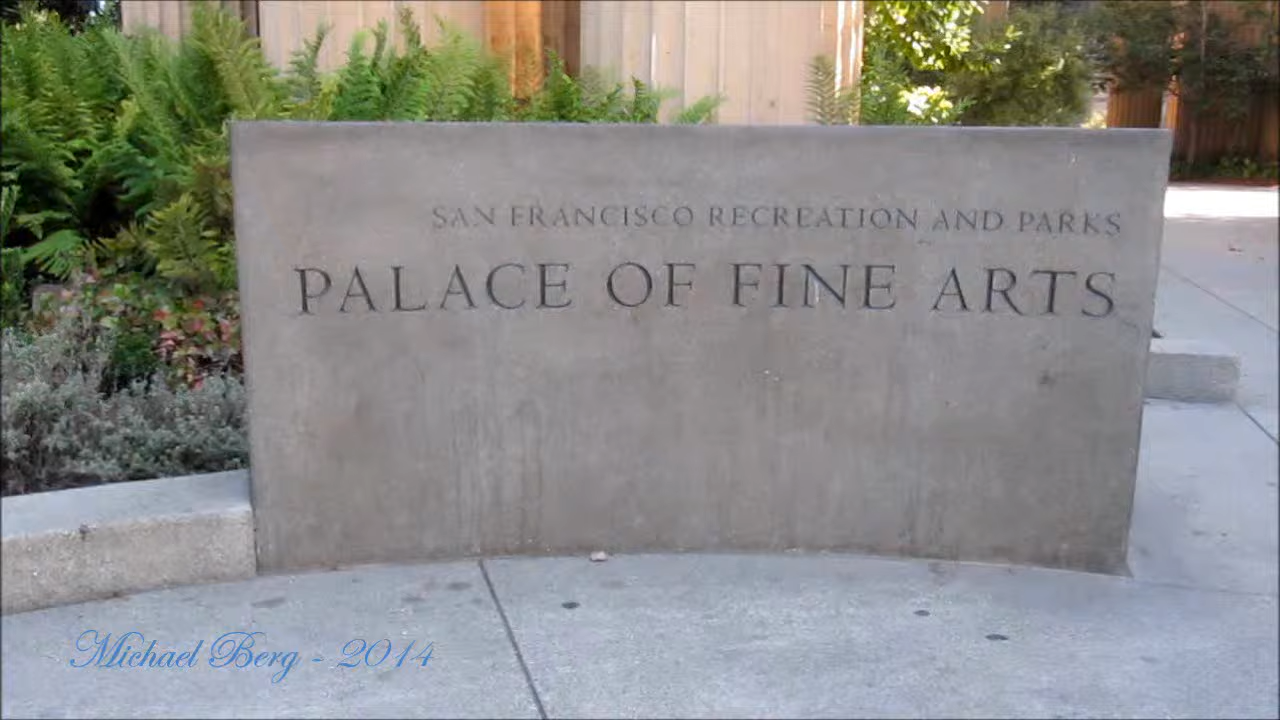 SAN FRANCISCO RECREATION AND PARKS
PALACE OF FINE ARTS
Michael Berg - 2014